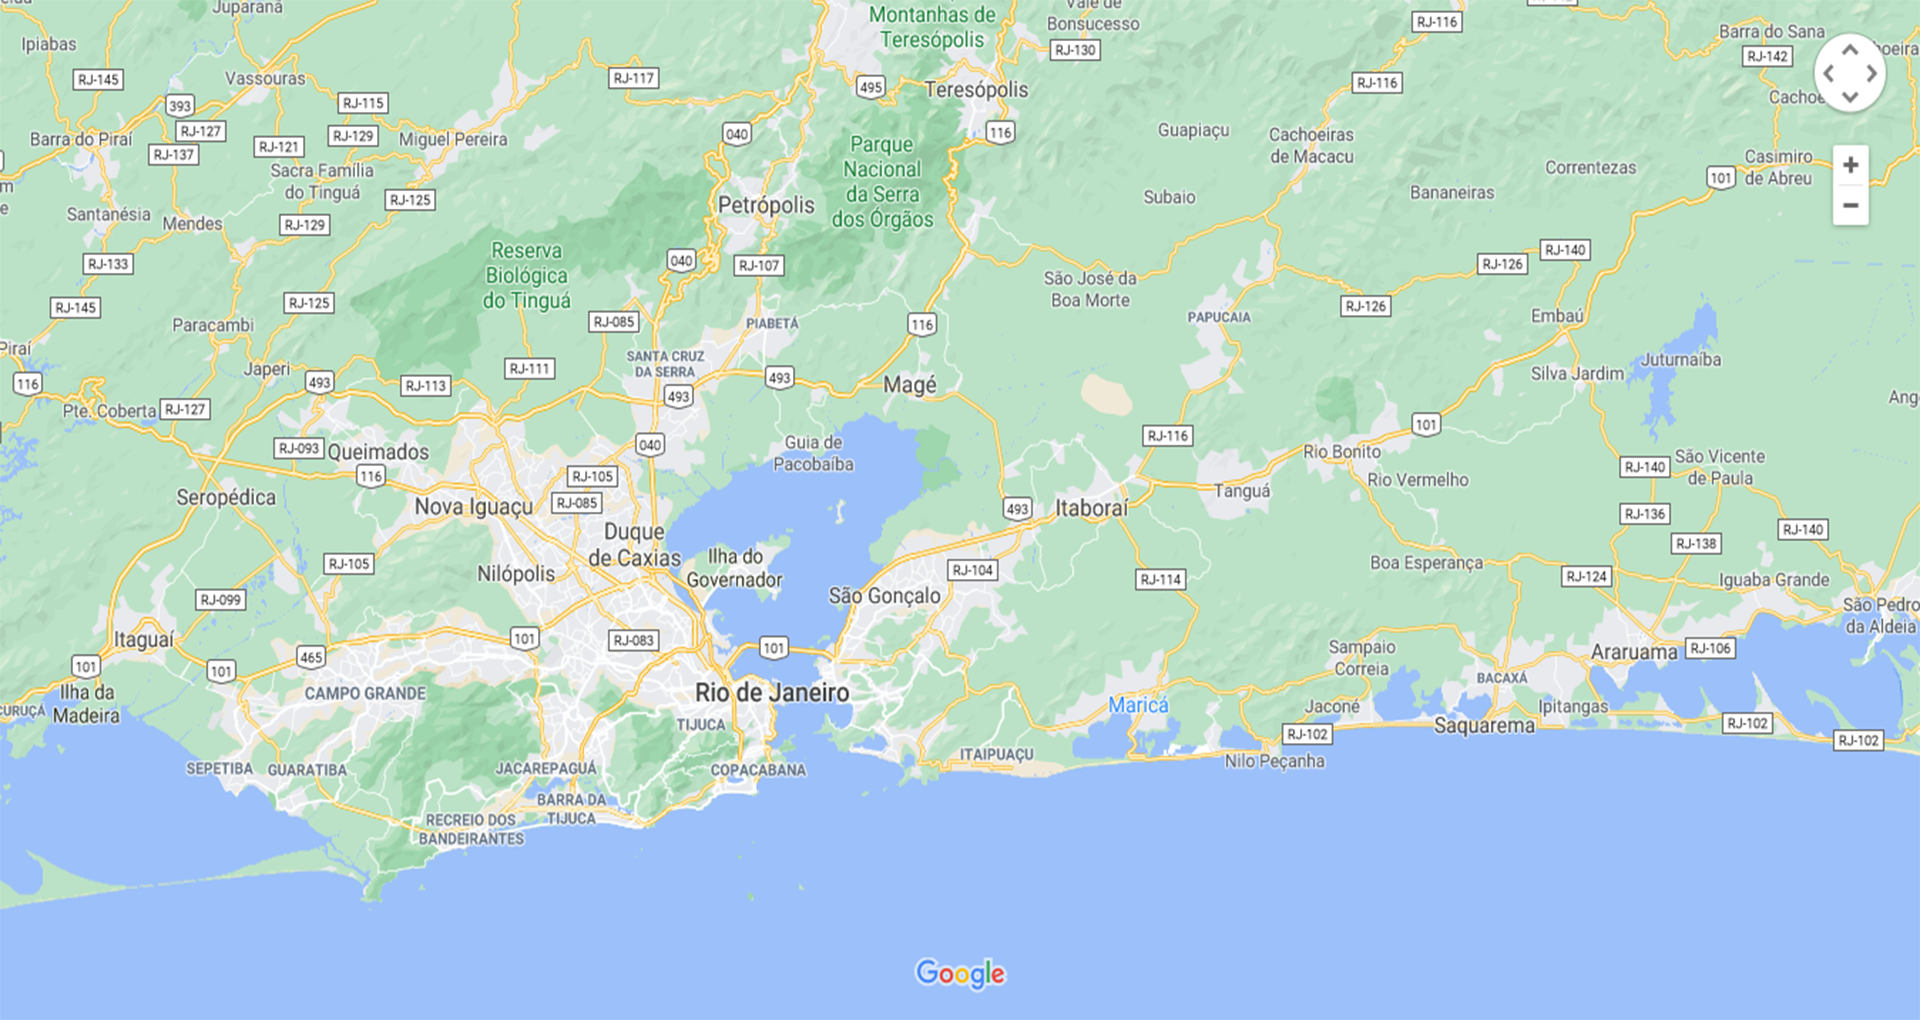 Juparanã
Montanhas de
Teresópolis
Vale de
Bonsucesso
RJ-116
Barra do Sana
Ipiabas
RJ-130
RJ-142
RJ-145
Vassouras
RJ-117
495
Teresópolis
RJ-116
393
RJ-115
Barra do Piraí
RJ-127
RJ-129
Miguel Pereira
040
116
Guapiaçu
Cachoeiras
de Macacu
RJ-137
RJ-121
Parque
Nacional
da Serra
dos Órgãos
Correntezas
Casimiro
de Abreu
101
Sacra Família
do Tinguá
RJ-125
Petrópolis
Subaio
Bananeiras
Santanésia
Mendes
RJ-129
RJ-133
Reserva
Biológica
do Tinguá
040
RJ-107
RJ-126
RJ-140
São José da
Boa Morte
RJ-145
RJ-125
RJ-126
Paracambi
RJ-085
PIABETÁ
116
PAPUCAIA
Embaú
Piraí
SANTA CRUZ
DA SERRA
Juturnaíba
116
Japeri
493
RJ-113
RJ-111
493
493
Magé
Silva Jardim
Pte. Coberta
RJ-127
RJ-093
Queimados
040
Guia de
Pacobaíba
RJ-116
101
Rio Bonito
116
RJ-105
RJ-140
São Vicente
de Paula
Seropédica
Nova Iguaçu
RJ-085
493
Itaboraí
Tanguá
Rio Vermelho
RJ-136
Duque
de Caxias
RJ-138
RJ-140
RJ-105
Nilópolis
Ilha do
Governador
RJ-104
RJ-114
Boa Esperança
RJ-124
Iguaba Grande
RJ-099
São Gonçalo
São Pedro
da Aldeia
Itaguaí
101
RJ-083
101
101
465
101
Sampaio
Correia
Araruama
RJ-106
Ilha da
Madeira
CAMPO GRANDE
Rio de Janeiro
Maricá
Jaconé
BACAXÁ
Ipitangas
TIJUCA
RJ-102
Saquarema
RJ-102
RJ-102
SEPETIBA
GUARATIBA
JACAREPAGUÁ
COPACABANA
ITAIPUAÇU
Nilo Peçanha
BARRA DA
TIJUCA
RECREIO DOS
BANDEIRANTES
Google